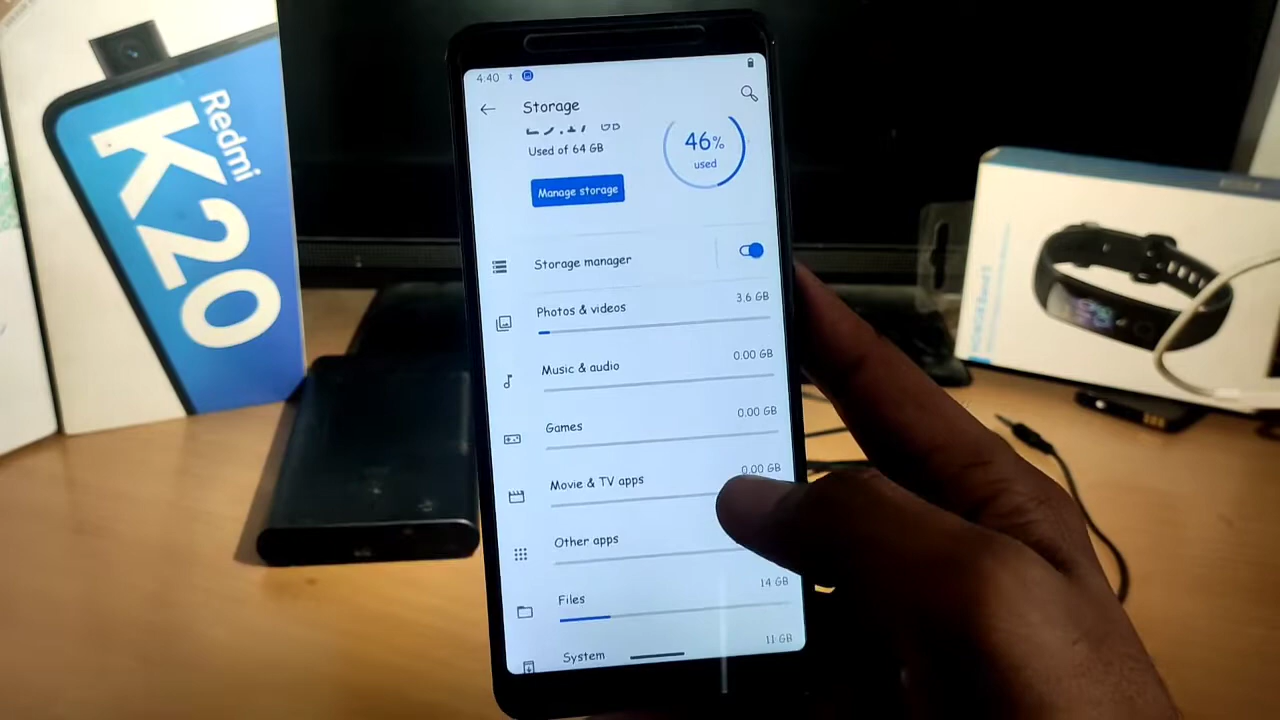 Redmi
K20
4:40
Storage
Used of 64 GB
46%
used
Manage storage
Storage manager
Photos & videos
3.6 GB
Music & audio
0.00 GB
Games
0.00 GB
Movie & TV apps
0.00 GB
Other apps
Files
14 GB
System
11 GB